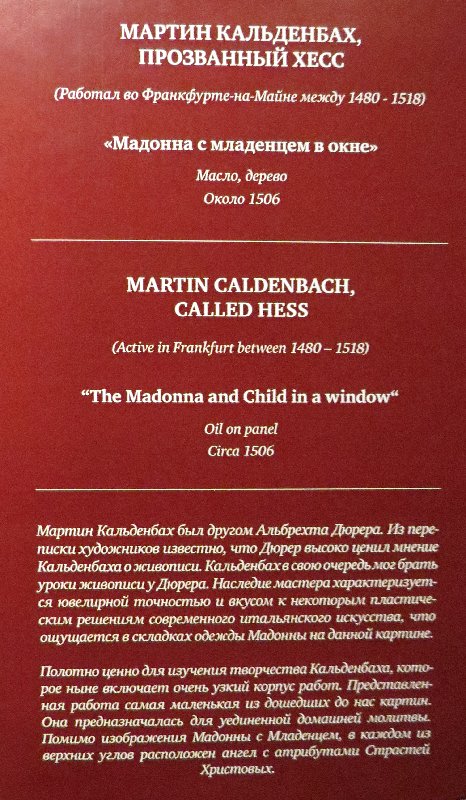 МАРТИН КАЛЬДЕНБАХ,
ПРОЗВАННЫЙ ХЕСС
(Работал во Франкфурте-на-Майне между 1480 - 1518)
«Мадонна с младенцем в окне»
Масло, дерево
Около 1506
MARTIN CALDENBACH,
CALLED HESS
(Active in Frankfurt between 1480 – 1518)
“The Madonna and Child in a window“
Oil on panel
Circa 1506
Мартин Кальденбах был другом Альбрехта Дюрера. Из пере-
писки художников известно, что Дюрер высоко ценил мнение
Кальденбаха о живописи. Кальденбах в свою очередь мог брать
уроки живописи у Дюрера. Наследие мастера характеризует-
ся ювелирной точностью и вкусом к некоторым пластиче-
ским решениям современного итальянского искусства, что
ощущается в складках одежды Мадонны на данной картине.
Полотно ценно для изучения творчества Кальденбаха, кото-
рое ныне включает очень узкий корпус работ. Представлен-
ная работа самая маленькая из дошедших до нас картин.
Она предназначалась для уединенной домашней молитвы.
Помимо изображения Мадонны с Младенцем, в каждом из
верхних углов расположен ангел с атрибутами Страстей
Христовых.